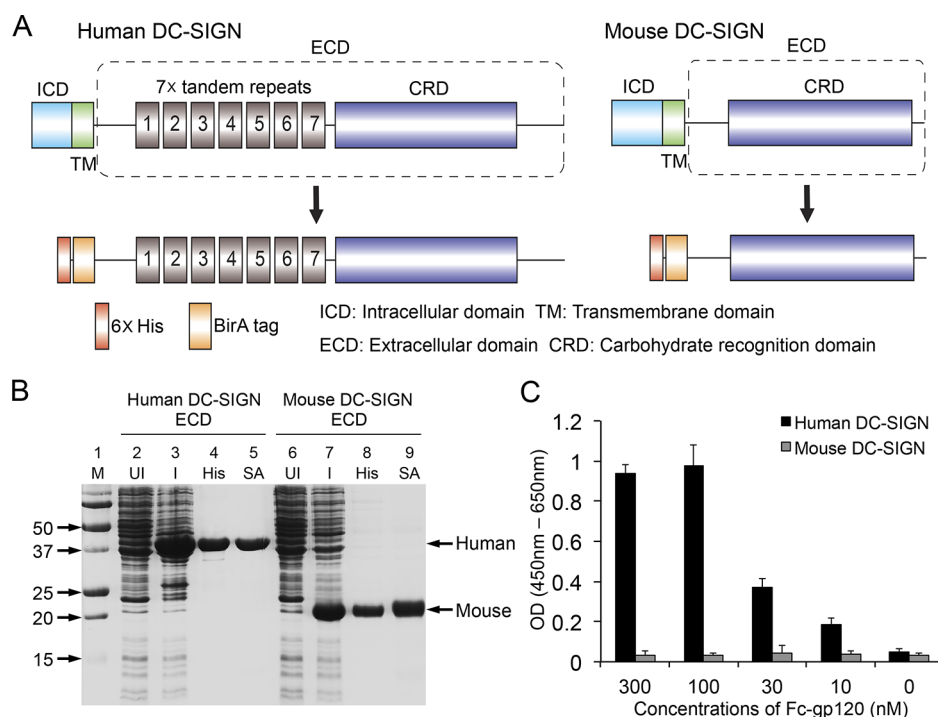 A
Human DC-SIGN
Mouse DC-SIGN
ECD
ECD
ICD
7× tandem repeats
CRD
ICD
CRD
1 2 3 4 5 6 7
TM
TM
1 2 3 4 5 6 7
6X His
BirA tag
ICD: Intracellular domain TM: Transmembrane domain
ECD: Extracellular domain CRD: Carbohydrate recognition domain
B
Human DC-SIGN
ECD
Mouse DC-SIGN
ECD
1 2 3 4 5 6 7 8 9
M UI I His SA UI I His SA
50
37
25
20
15
Human
Mouse
C
OD (450nm – 650nm)
1.2
1
0.8
0.6
0.4
0.2
0
Human DC-SIGN
Mouse DC-SIGN
300 100 30 10 0
Concentrations of Fc-gp120 (nM)